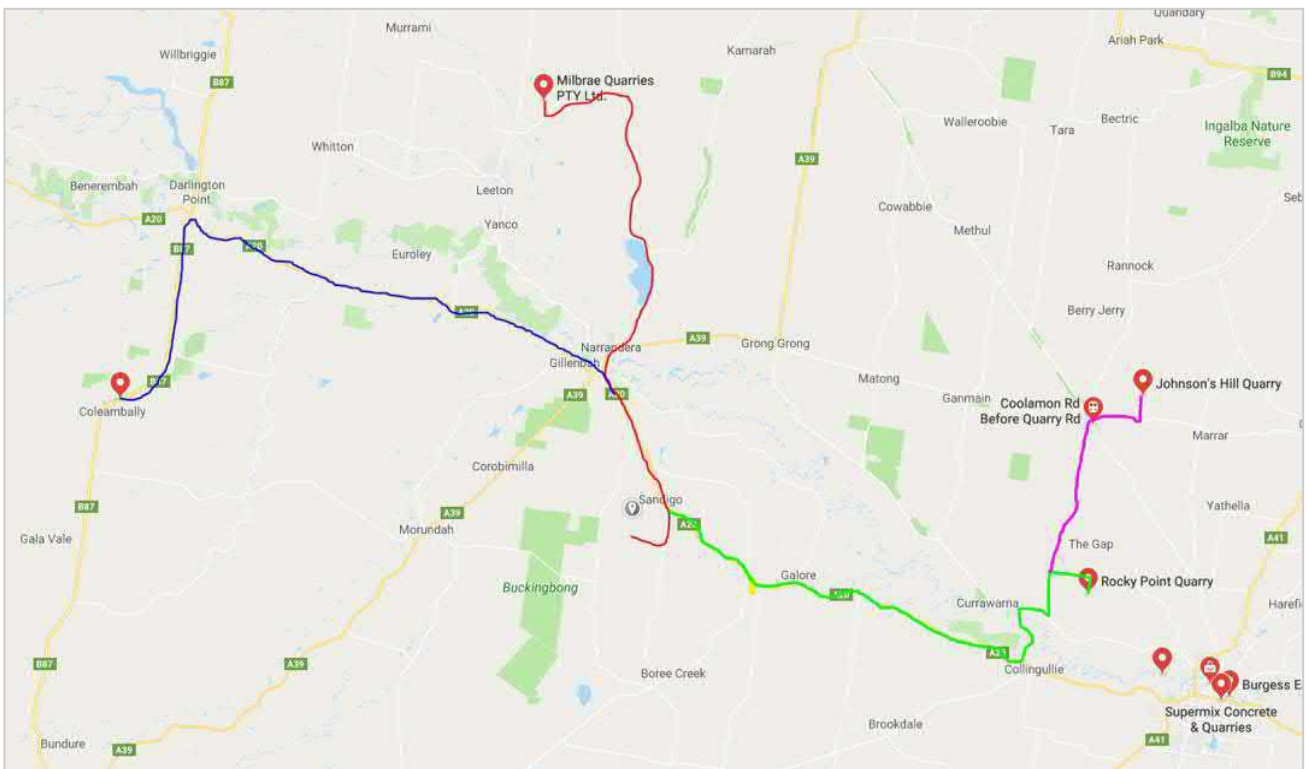 Quandary
Murrami
Ariah Park
Kamarah
Willbriggie
B87
B94
Milbrae Quarries
PTY Ltd.
Walleroobie
Bectric
Tara
Ingalba Nature
Reserve
Whitton
A39
Benerembah
Darlington
Point
Leeton
Cowabbie
Yanco
A20
Methul
B87
A20
Euroley
Rannock
Berry Jerry
A39
Narrandera
Grong Grong
Gillenbah
Matong
Johnson's Hill Quarry
B87
A39
A20
Ganmain
Coolamon Rd
Before Quarry Rd
Coleambally
Marrar
Corobimilla
Sandigo
B87
A39
Yathella
Morundah
Gala Vale
A41
The Gap
Galore
Rocky Point Quarry
Buckingbong
Currawarna
B87
A39
Collingullie
Boree Creek
Burgess E
Supermix Concrete
& Quarries
Brookdale
Bundure
A39
A41